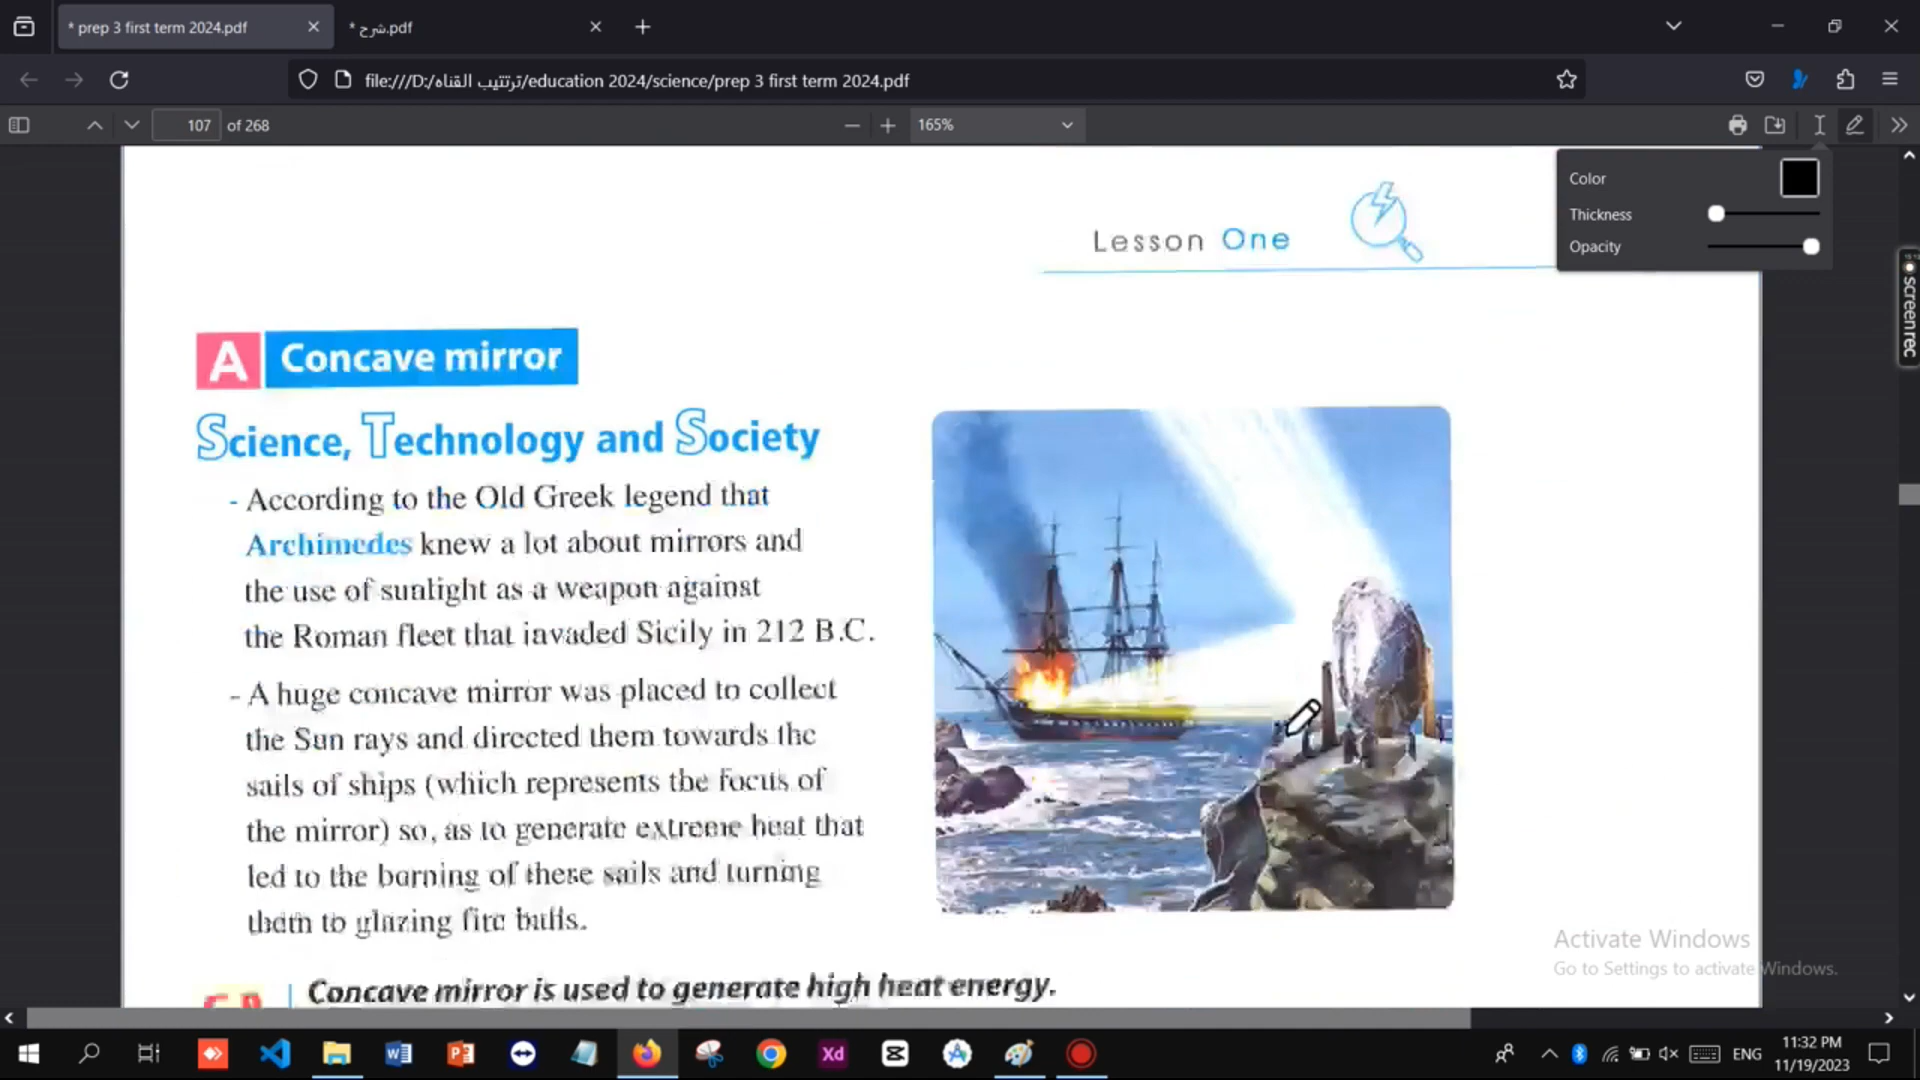 * prep 3 first term 2024.pdf
* شرح.pdf
file:///D:/ترتتيب القناه/education 2024/science/prep 3 first term 2024.pdf
107 of 268
165%
Color
Thickness
Opacity
screenrec
Lesson One
A Concave mirror
Science, Technology and Society
- According to the Old Greek legend that
Archimedes knew a lot about mirrors and
the use of sunlight as a weapon against
the Roman fleet that invaded Sicily in 212 B.C.
- A huge concave mirror was placed to collect
the Sun rays and directed them towards the
sails of ships (which represents the focus of
the mirror) so, as to generate extreme heat that
led to the burning of these sails and turning
them to glazing fire balls.
Concave mirror is used to generate high heat energy.
Activate Windows
Go to Settings to activate Windows.
Xd
ENG
11:32 PM
11/19/2023